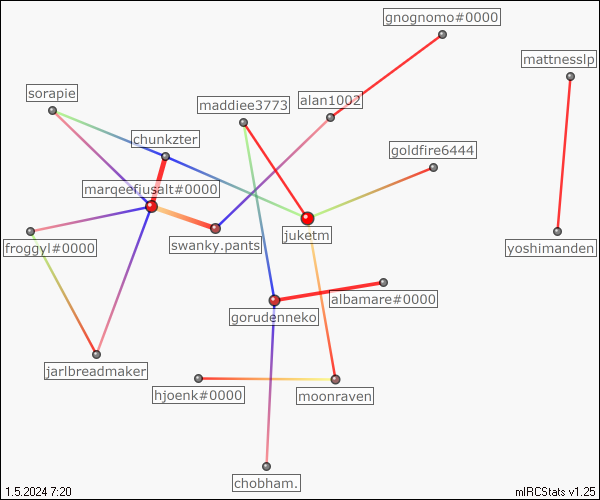 gnognomo#0000
mattnesslp
sorapie
maddiee3773
alan1002
chunkzter
goldfire6444
marqeefjusalt#0000
juketm
froggyl#0000
swanky.pants
yoshimanden
albamare#0000
gorudenneko
jarlbreadmaker
hjoenk#0000
moonraven
chobham.
1.5.2024 7:20
mIRCStats v1.25